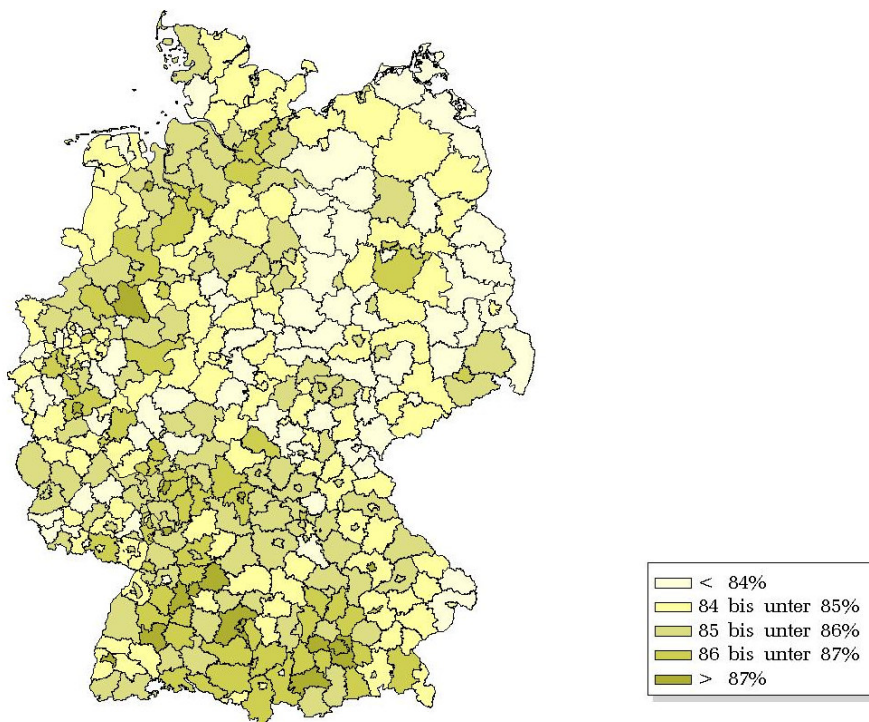 < 84%
84 bis unter 85%
85 bis unter 86%
86 bis unter 87%
> 87%